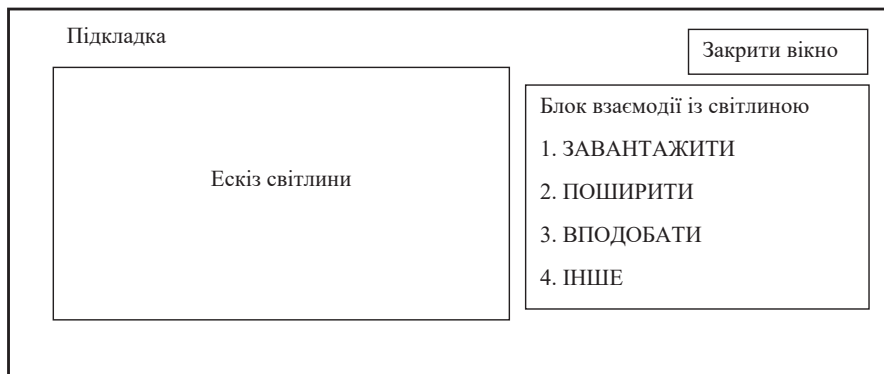 Підкладка
Закрити вікно
Ескіз світлини
Блок взаємодії із світлиною
1. ЗАВАНТАЖИТИ
2. ПОШИРИТИ
3. ВПОДОБАТИ
4. ІНШЕ